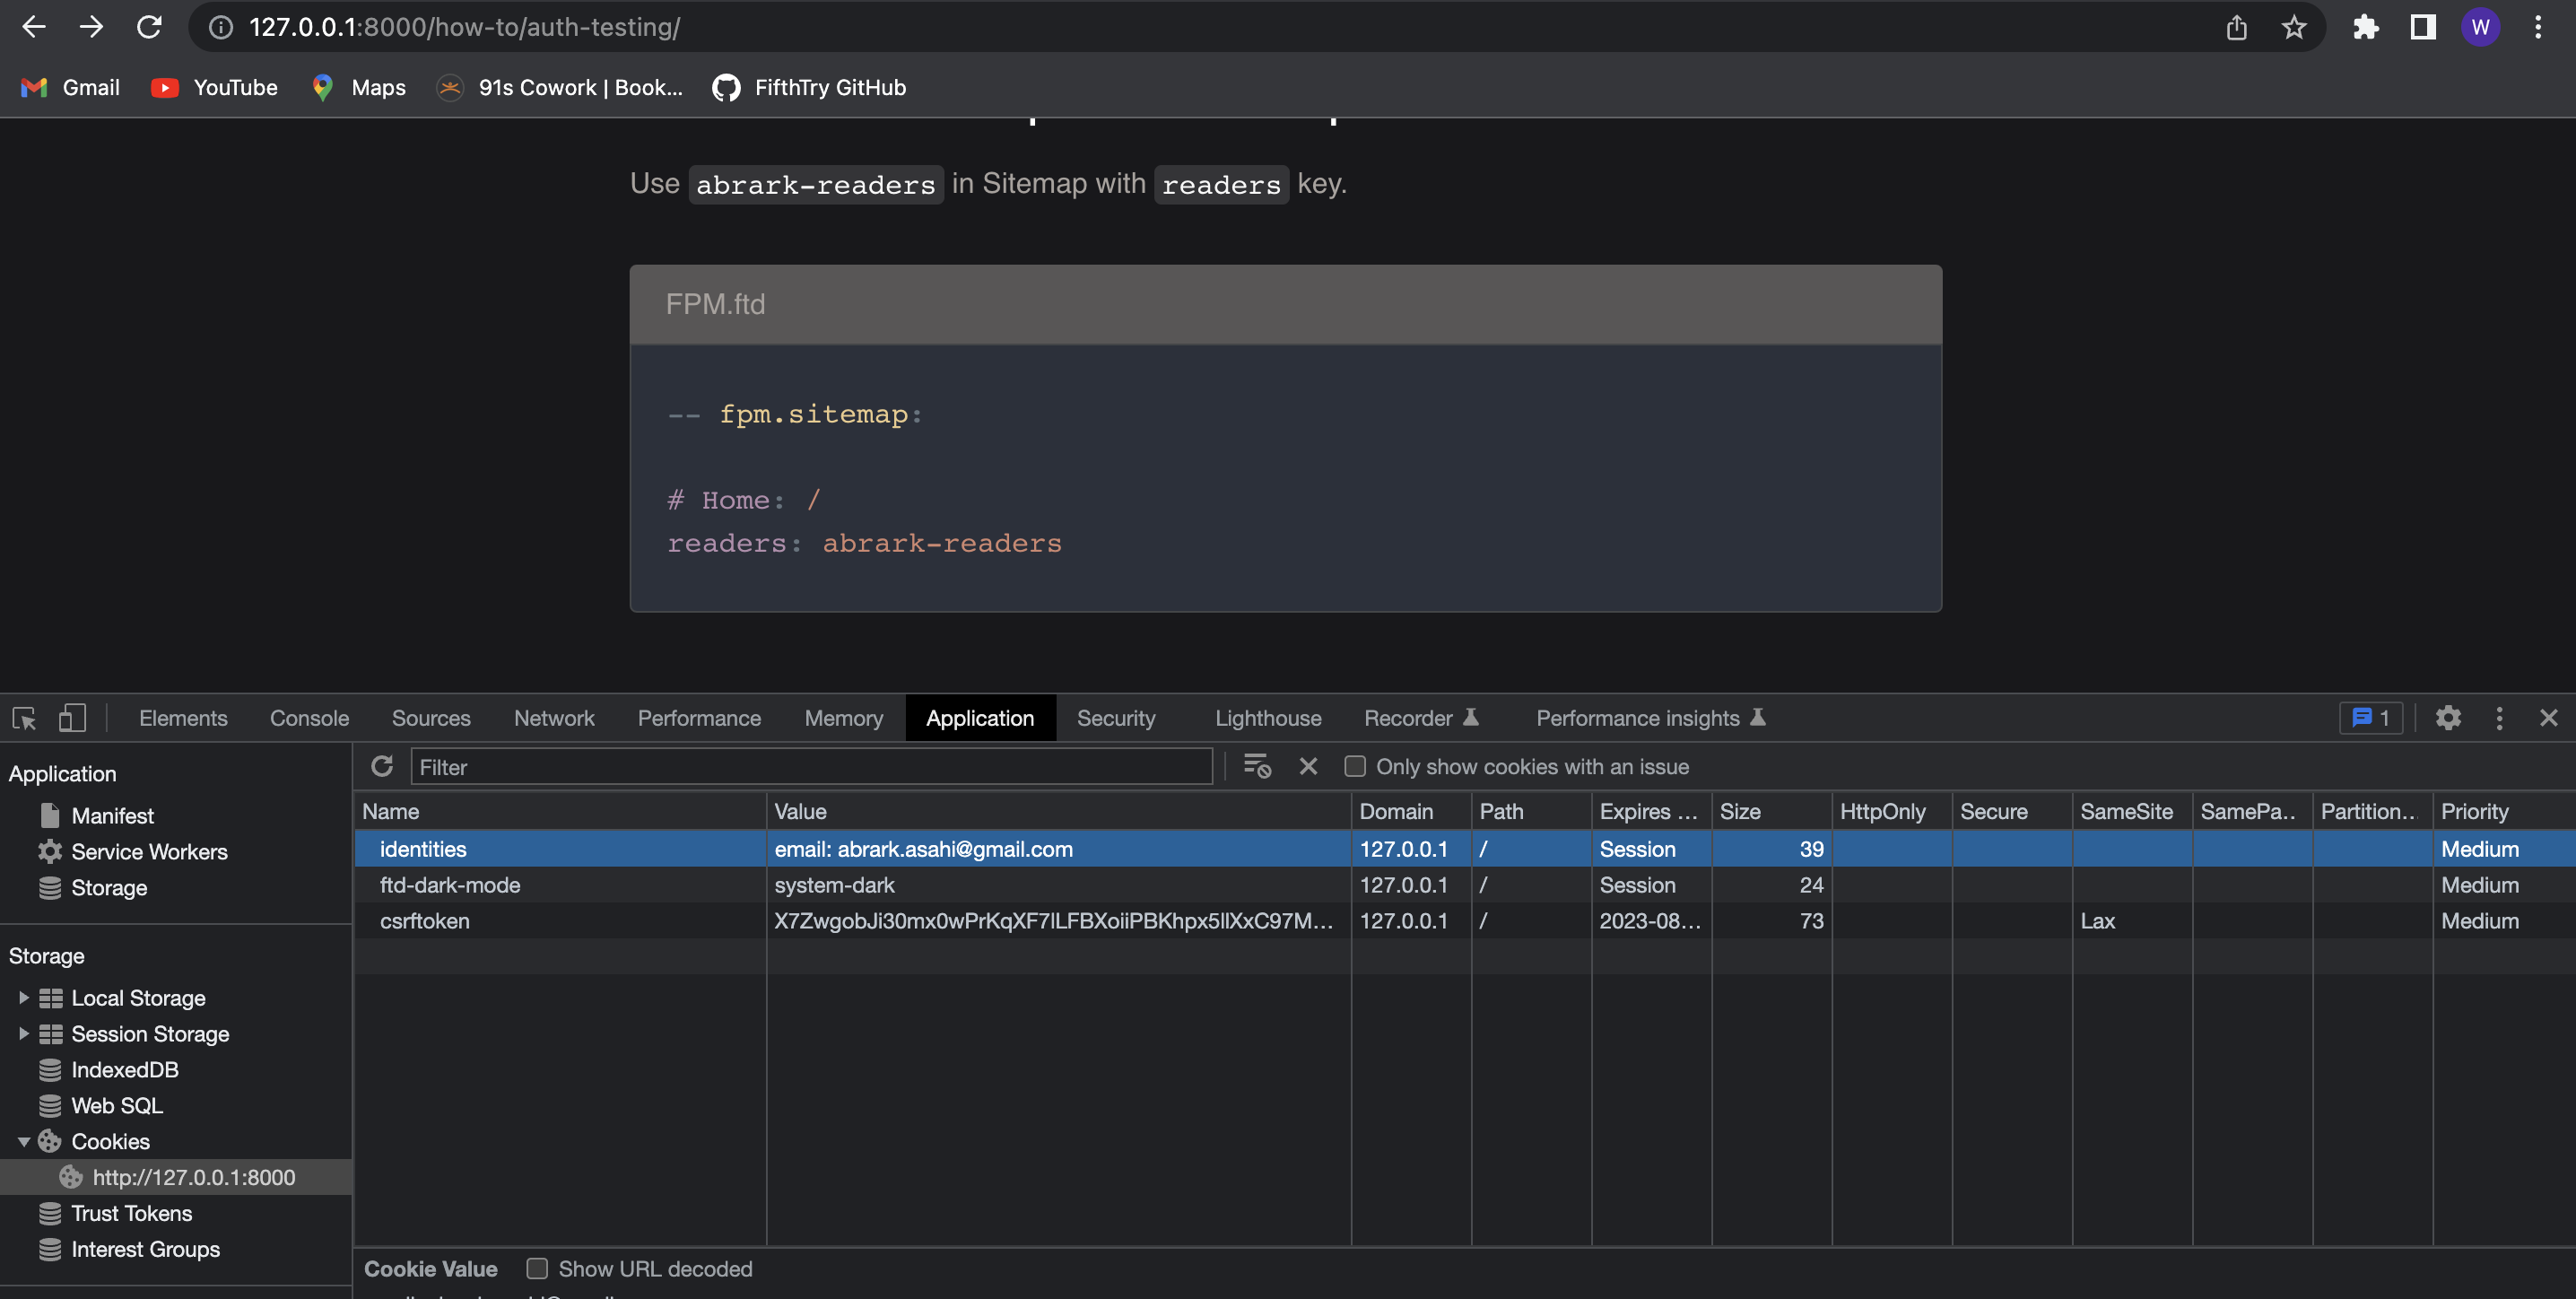 127.0.0.1:8000/how-to/auth-testing/
W
Gmail YouTube Maps 91s Cowork | Book... FifthTry GitHub
Use abrark-readers in Sitemap with readers key.
FPM.ftd
-- fpm.sitemap:
# Home: /
readers: abrark-readers
Elements Console Sources Network Performance Memory Application Security Lighthouse Recorder Performance insights 1
Application
Manifest
Service Workers
Storage
Storage
Local Storage
Session Storage
IndexedDB
Web SQL
Cookies
http://127.0.0.1:8000
Trust Tokens
Interest Groups
Filter Only show cookies with an issue
Name Value Domain Path Expires ... Size HttpOnly Secure SameSite SamePa.. Partition... Priority
identities email: abrark.asahi@gmail.com 127.0.0.1 / Session 39 Medium
ftd-dark-mode system-dark 127.0.0.1 / Session 24 Medium
csrftoken 127.0.0.1 / 2023-08... 73 Lax Medium
Cookie Value Show URL decoded